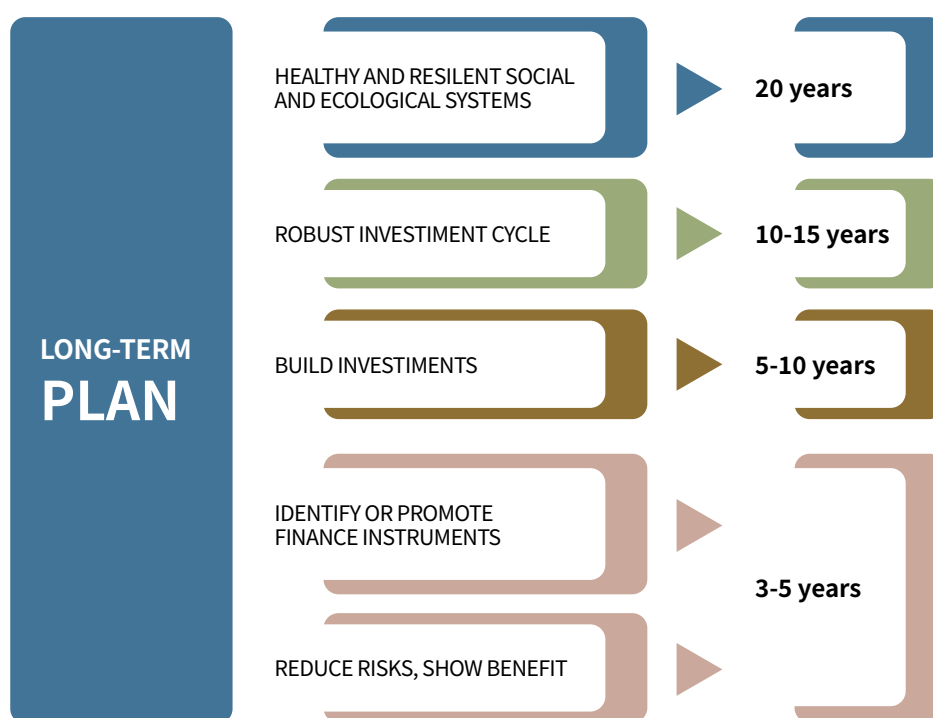 LONG-TERM
PLAN
HEALTHY AND RESILENT SOCIAL
AND ECOLOGICAL SYSTEMS
20 years
ROBUST INVESTIMENT CYCLE
10-15 years
BUILD INVESTIMENTS
5-10 years
IDENTIFY OR PROMOTE
FINANCE INSTRUMENTS
3-5 years
REDUCE RISKS, SHOW BENEFIT